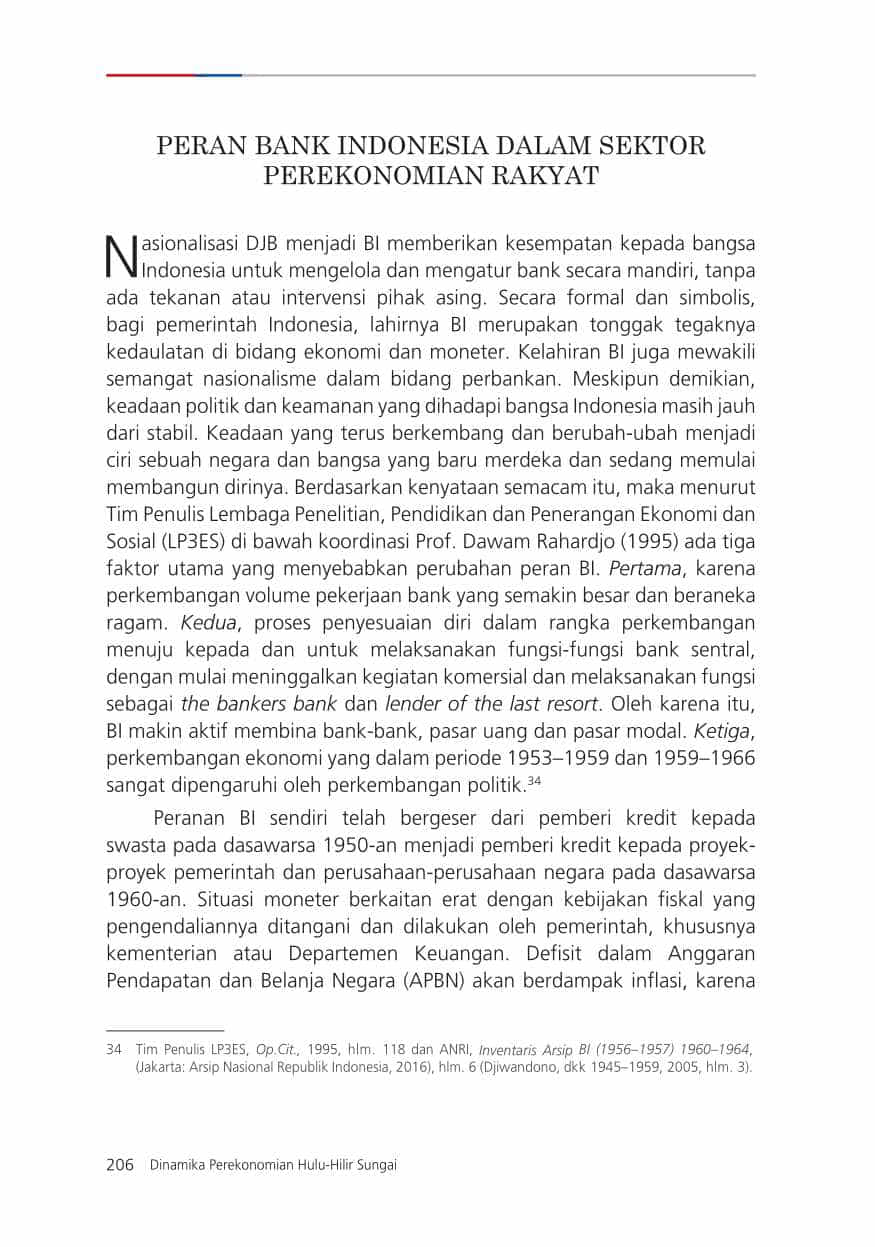 PERAN BANK INDONESIA DALAM SEKTOR
PEREKONOMIAN RAKYAT
Nasionalisasi DJB menjadi BI memberikan kesempatan kepada bangsa
Indonesia untuk mengelola dan mengatur bank secara mandiri, tanpa
ada tekanan atau intervensi pihak asing. Secara formal dan simbolis,
bagi pemerintah Indonesia, lahirnya BI merupakan tonggak tegaknya
kedaulatan di bidang ekonomi dan moneter. Kelahiran BI juga mewakili
semangat nasionalisme dalam bidang perbankan. Meskipun demikian,
keadaan politik dan keamanan yang dihadapi bangsa Indonesia masih jauh
dari stabil. Keadaan yang terus berkembang dan berubah-ubah menjadi
ciri sebuah negara dan bangsa yang baru merdeka dan sedang memulai
membangun dirinya. Berdasarkan kenyataan semacam itu, maka menurut
Tim Penulis Lembaga Penelitian, Pendidikan dan Penerangan Ekonomi dan
Sosial (LP3ES) di bawah koordinasi Prof. Dawam Rahardjo (1995) ada tiga
faktor utama yang menyebabkan perubahan peran BI. Pertama, karena
perkembangan volume pekerjaan bank yang semakin besar dan beraneka
ragam. Kedua, proses penyesuaian diri dalam rangka perkembangan
menuju kepada dan untuk melaksanakan fungsi-fungsi bank sentral,
dengan mulai meninggalkan kegiatan komersial dan melaksanakan fungsi
sebagai the bankers bank dan lender of the last resort. Oleh karena itu,
BI makin aktif membina bank-bank, pasar uang dan pasar modal. Ketiga,
perkembangan ekonomi yang dalam periode 1953–1959 dan 1959–1966
sangat dipengaruhi oleh perkembangan politik.34
Peranan BI sendiri telah bergeser dari pemberi kredit kepada
swasta pada dasawarsa 1950-an menjadi pemberi kredit kepada proyek-
proyek pemerintah dan perusahaan-perusahaan negara pada dasawarsa
1960-an. Situasi moneter berkaitan erat dengan kebijakan fiskal yang
pengendaliannya ditangani dan dilakukan oleh pemerintah, khususnya
kementerian atau Departemen Keuangan. Defisit dalam Anggaran
Pendapatan dan Belanja Negara (APBN) akan berdampak inflasi, karena
34 Tim Penulis LP3ES, Op.Cit., 1995, hlm. 118 dan ANRI, Inventaris Arsip BI (1956–1957) 1960–1964,
(Jakarta: Arsip Nasional Republik Indonesia, 2016), hlm. 6 (Djiwandono, dkk 1945–1959, 2005, hlm. 3).
206 Dinamika Perekonomian Hulu-Hilir Sungai